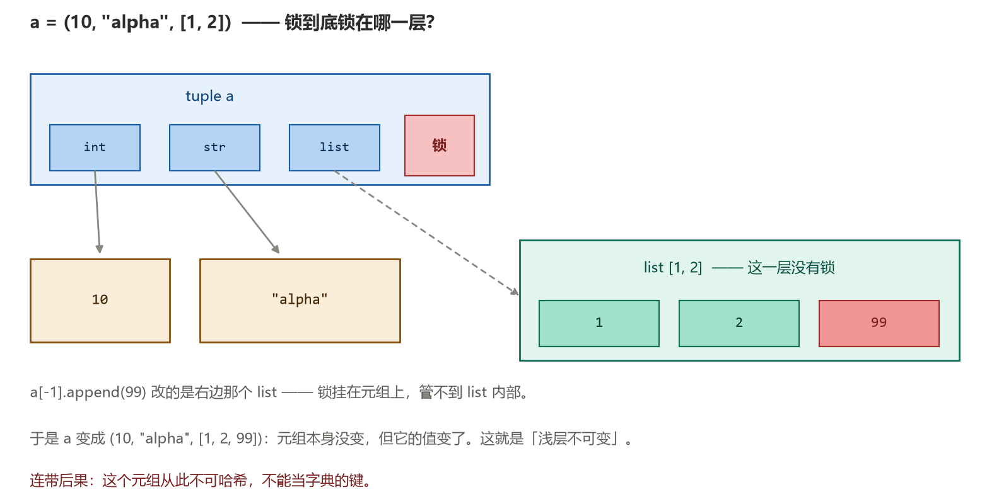 a = (10, "alpha", [1, 2]) —— 锁到底锁在哪一层?
tuple a
int
str
list
锁
10
"alpha"
list [1, 2] —— 这一层没有锁
1
2
99
a[-1].append(99) 改的是右边那个 list —— 锁挂在元组上，管不到 list 内部。
于是 a 变成 (10, "alpha", [1, 2, 99])：元组本身没变，但它的值变了。这就是「浅层不可变」。
连带后果：这个元组从此不可哈希，不能当字典的键。